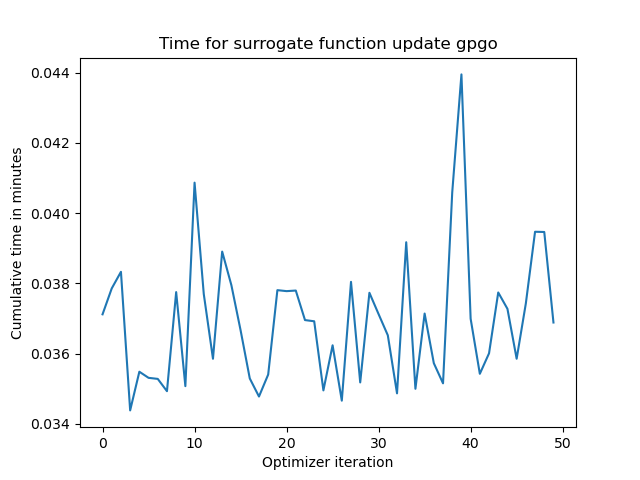 Time for surrogate function update gpgo
Cumulative time in minutes
0.044
0.042
0.040
0.038
0.036
0.034
0 10 20 30 40 50
Optimizer iteration